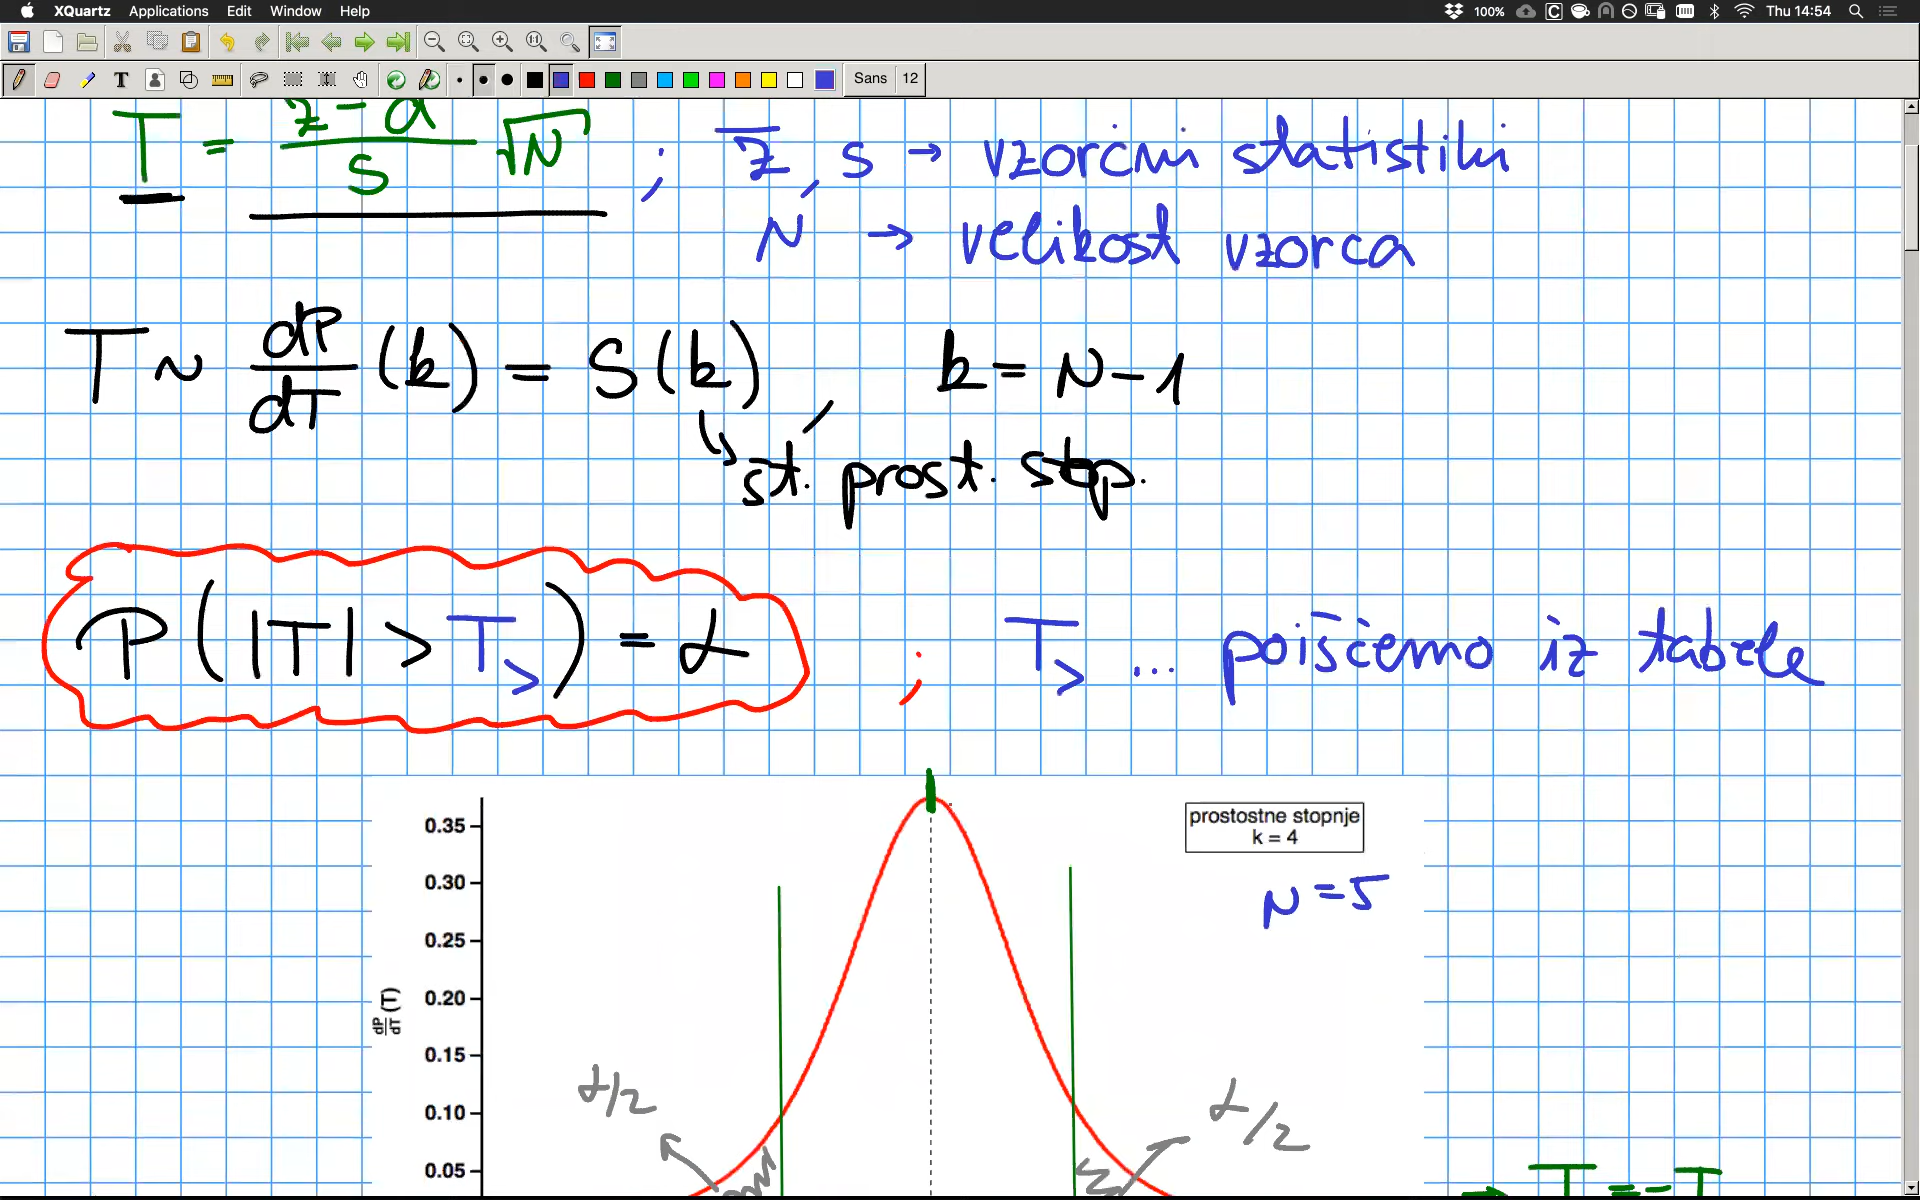 XQuartz Applications Edit Window Help 100% Thu 14:54
Sans 12
T = z̄ - a / s √N ; z̄, s → vzorčni statistiki
N → velikost vzorca
T ~ dP/dT (k) = S(k), k = N - 1
↳ št. prost. stop.
P(|T| > T>) = α ; T> ... poiščemo iz tabele
prostostne stopnje
k = 4
N = 5
0.35
0.30
0.25
0.20
0.15
0.10
0.05
dP/dT (T)
α/2
α/2